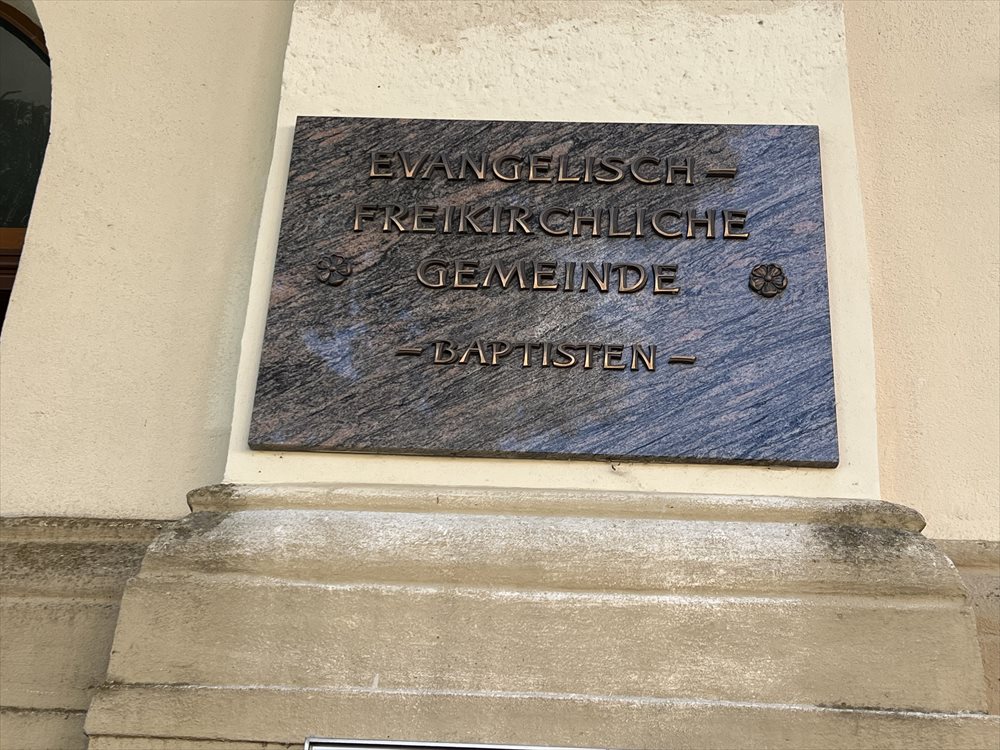 EVANGELISCH-
FREIKIRCHLICHE
GEMEINDE
- BAPTISTEN -